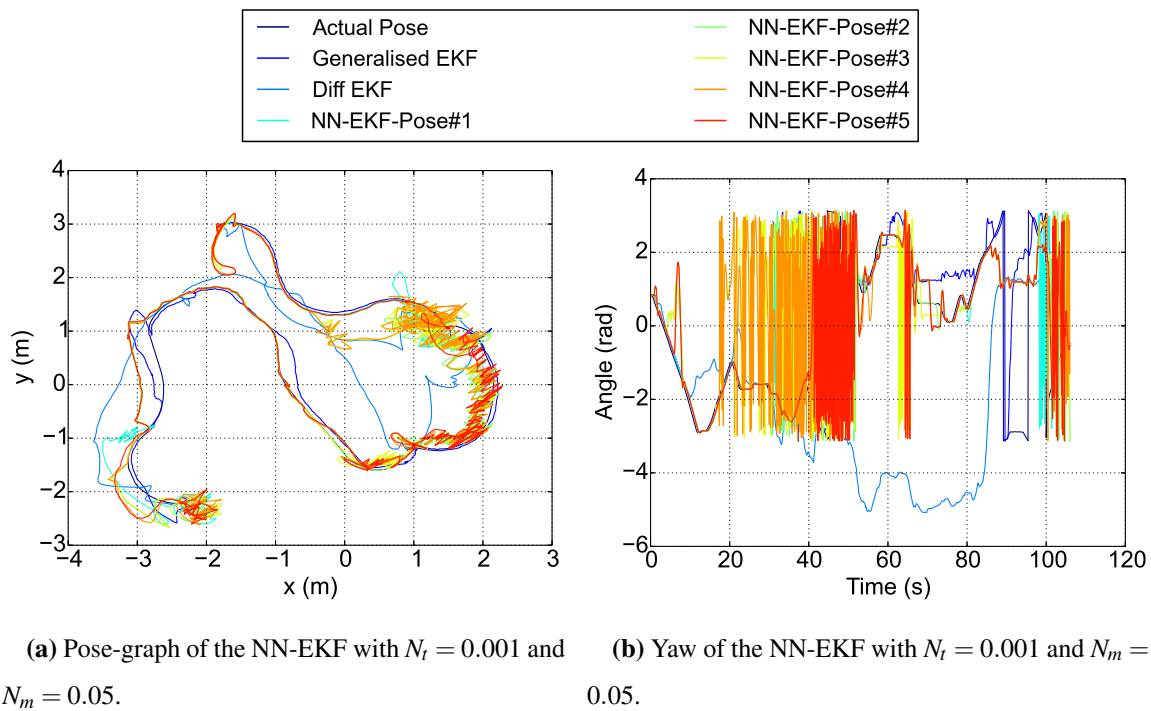 Actual Pose
Generalised EKF
Diff EKF
NN-EKF-Pose#1
NN-EKF-Pose#2
NN-EKF-Pose#3
NN-EKF-Pose#4
NN-EKF-Pose#5
4
3
2
1
0
−1
−2
−3
y (m)
−4 −3 −2 −1 0 1 2 3
x (m)
4
2
0
−2
−4
−6
Angle (rad)
0 20 40 60 80 100 120
Time (s)
(a) Pose-graph of the NN-EKF with N_t = 0.001 and
N_m = 0.05.
(b) Yaw of the NN-EKF with N_t = 0.001 and N_m =
0.05.